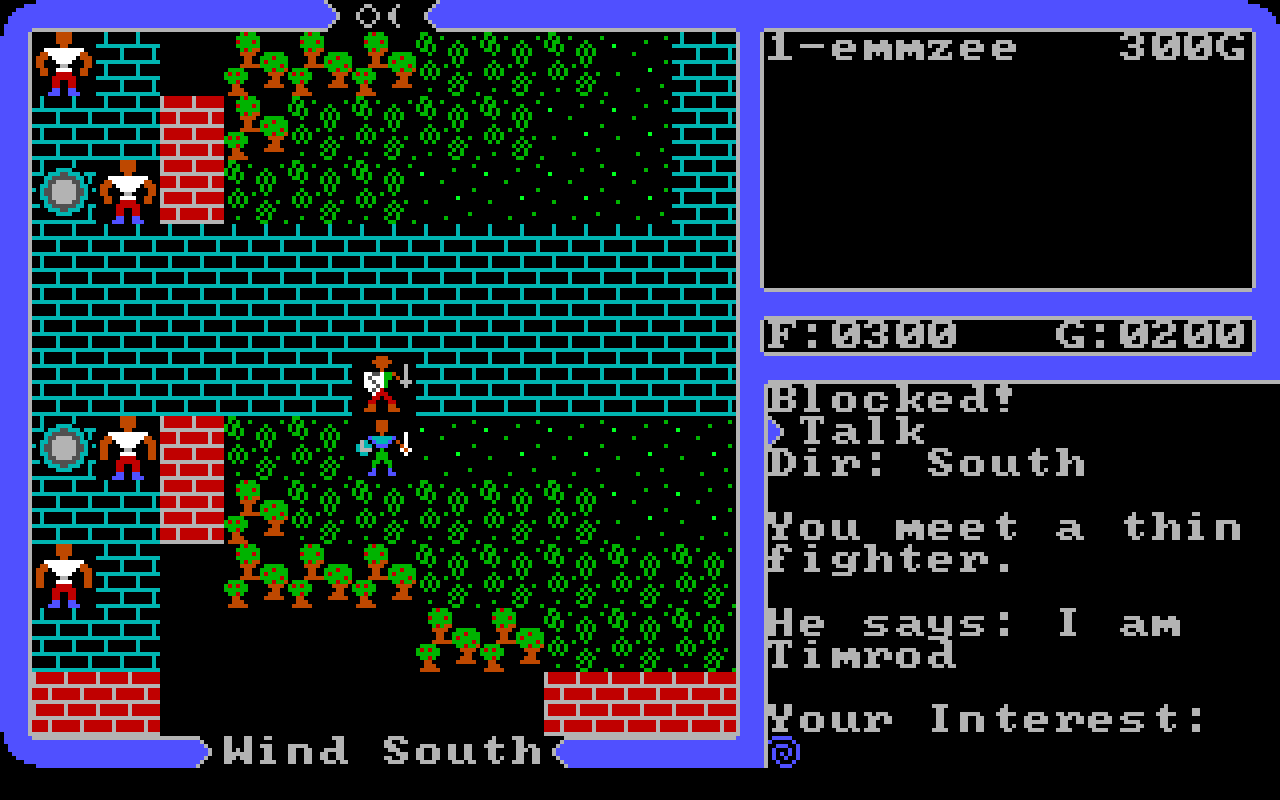 1-emmzee 300G
F:0300 G:0200
Blocked!
Talk
Dir: South
You meet a thin
fighter.
He says: I am
Timrod
Your Interest:
Wind South